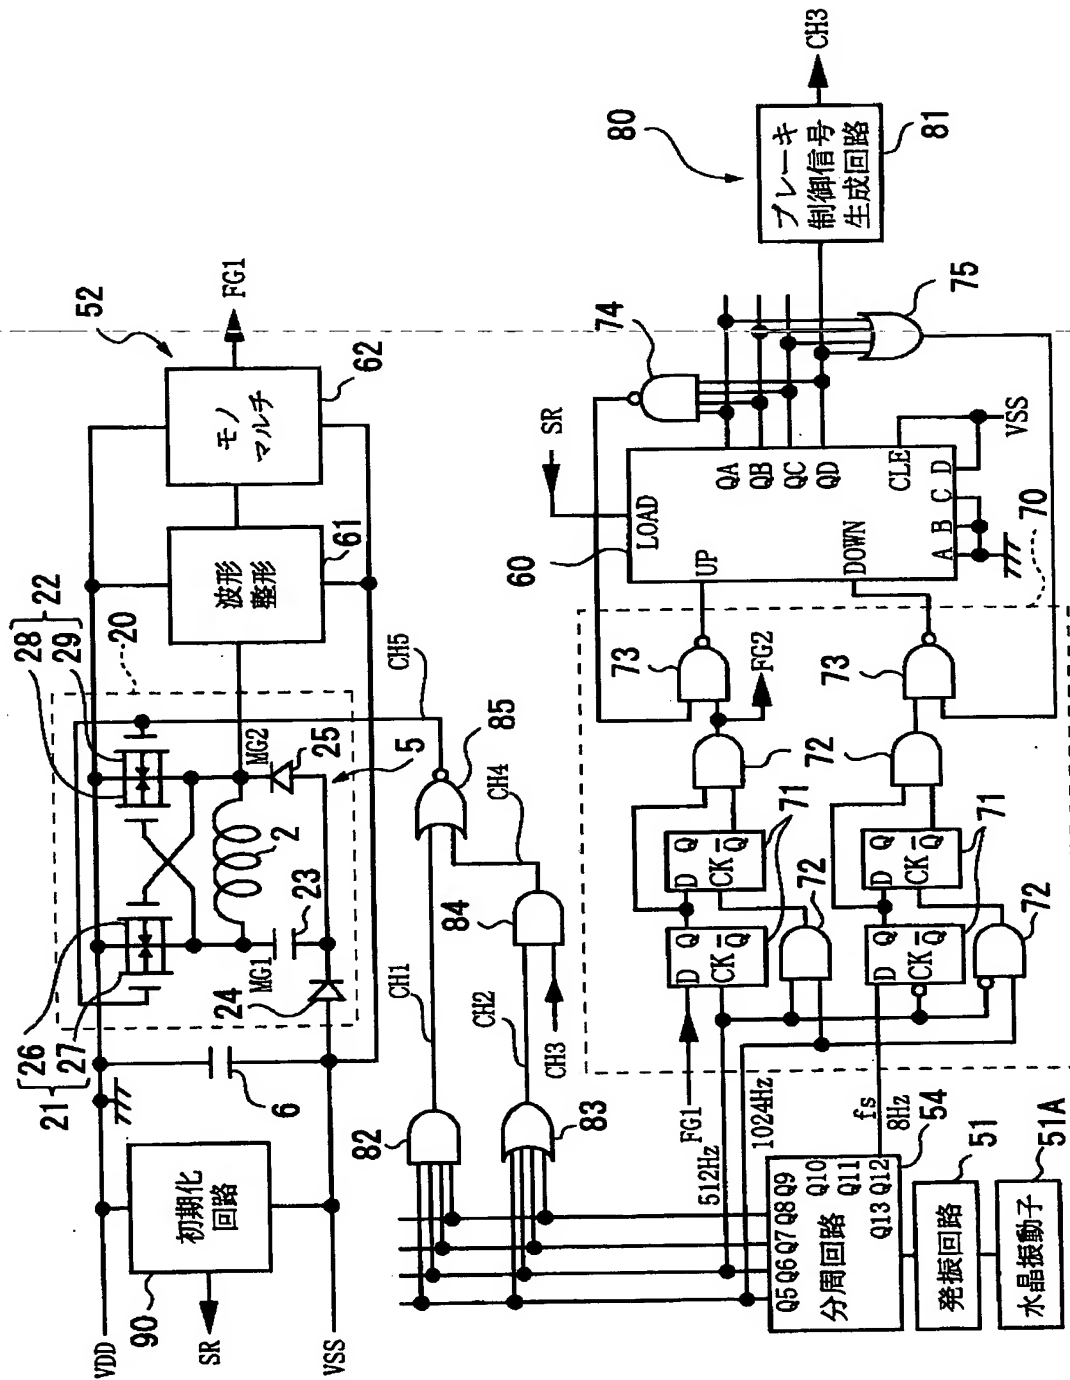 VDD
90
初期化
回路
SR
VSS
21
26
27
6
24
MG1
23
2
MG2
25
5
28
29
22
20
波形
整形
61
モノ
マルチ
62
52
FG1
CH5
85
CH4
84
CH1
CH2
CH3
82
83
Q5
Q6
Q7
Q8
Q9
Q10
Q11
Q12
Q13
分周回路
54
発振回路
51
水晶振動子
51A
512Hz
1024Hz
fs
8Hz
FG1
D
Q
CK
Q̅
71
72
D
Q
CK
Q̅
72
73
FG2
D
Q
CK
Q̅
71
72
D
Q
CK
Q̅
72
73
70
60
LOAD
UP
DOWN
QA
QB
QC
QD
CLE
A
B
C
D
VSS
SR
74
75
80
ブレーキ
制御信号
生成回路
81
CH3